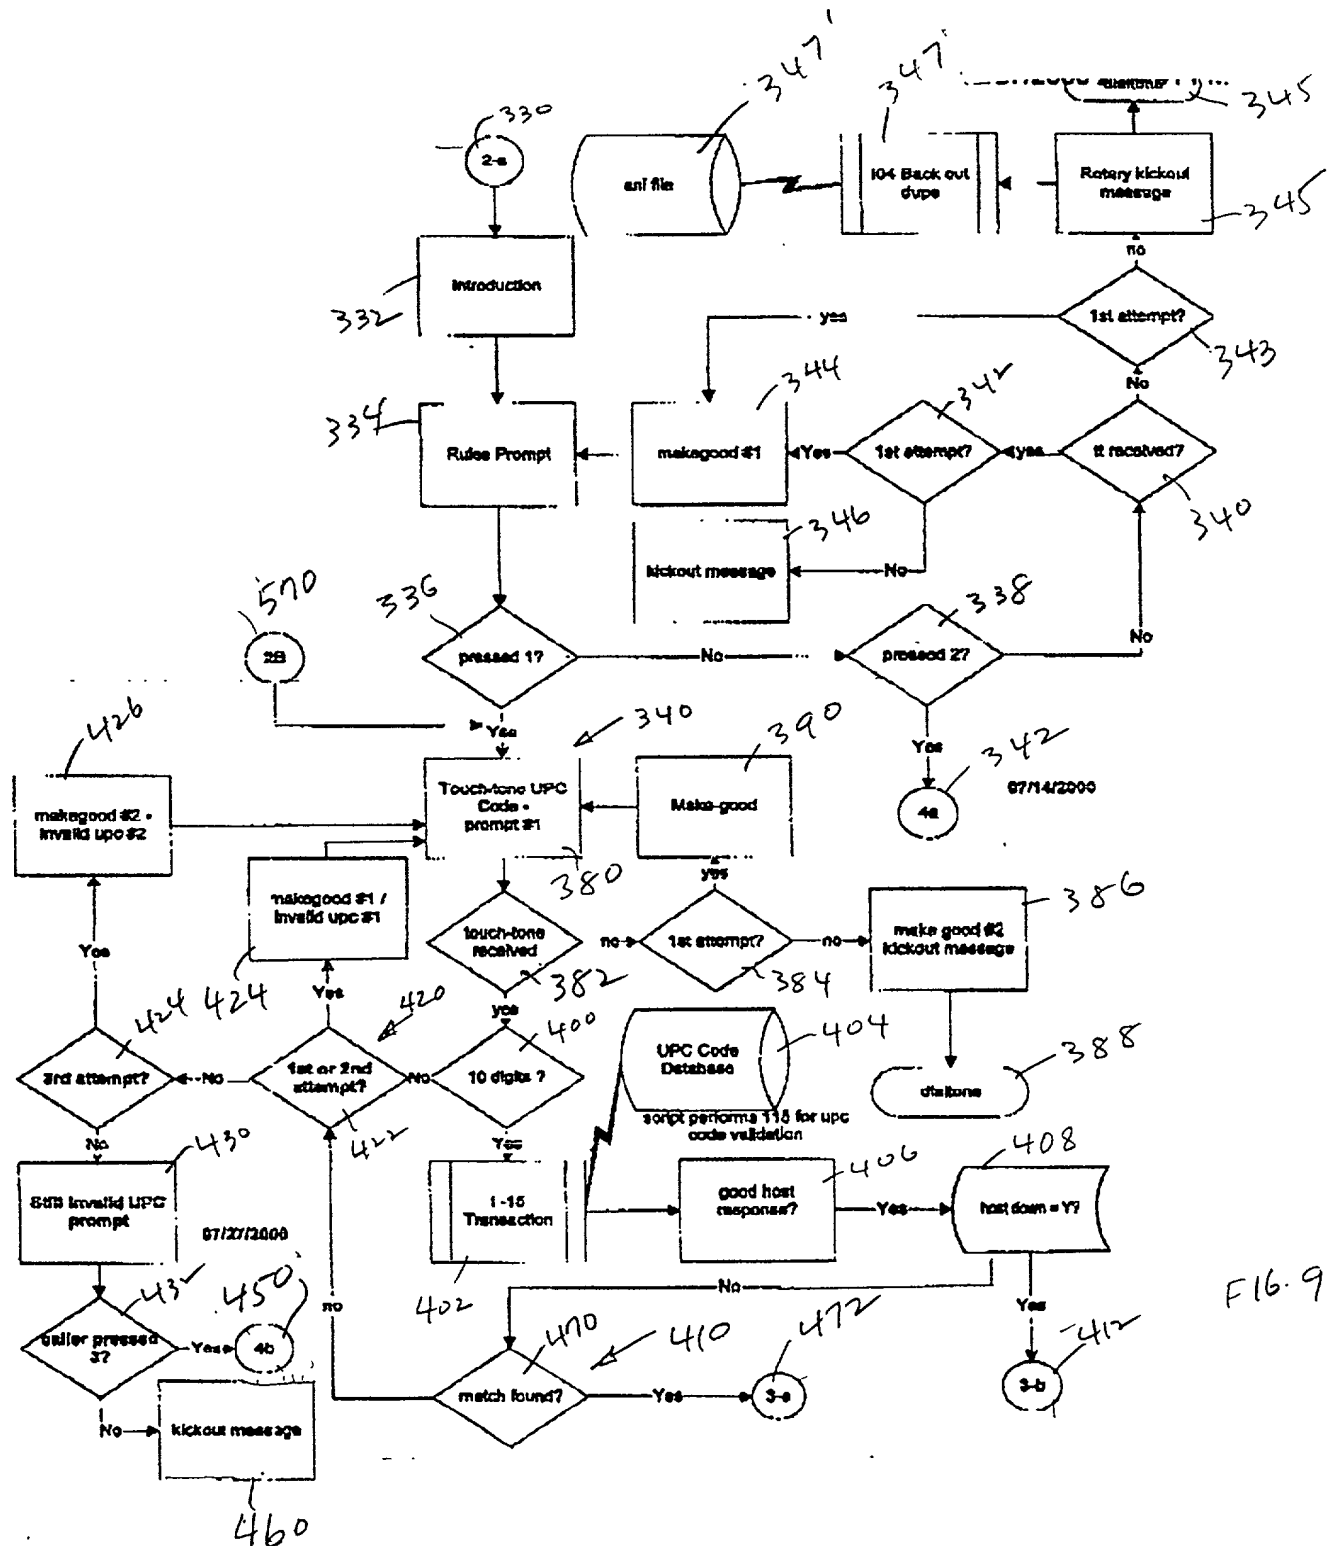 347'
347'
345
330
2-a
ani file
I04 Back out
dupe
Rotary kickout
message
345
no
Introduction
332
yes
1st attempt?
343
No
344
342
334
Rules Prompt
makegood #1
Yes
1st attempt?
yes
tt received?
340
346
kickout message
No
570
336
338
2B
pressed 1?
No
pressed 2?
No
426
Yes
340
390
Yes
342
makegood #2 -
invalid upc #2
Touch-tone UPC
Code -
prompt #1
Make-good
4a
07/14/2000
380
yes
makegood #1 /
invalid upc #1
386
Yes
touch-tone
received
no
1st attempt?
no
make good #2
kickout message
424
424
Yes
420
382
384
yes
400
404
UPC Code
Database
388
3rd attempt?
No
1st or 2nd
attempt?
No
10 digits ?
dialtone
script performs 115 for upc
code validation
No
430
422
Yes
406
408
Still Invalid UPC
prompt
1-15
Transaction
good host
response?
Yes
host down = Y?
07/27/2000
432
450
402
No
no
470
410
472
Yes
FIG. 9
caller pressed
3?
Yes
4b
412
3-b
match found?
Yes
3-a
No
kickout message
460